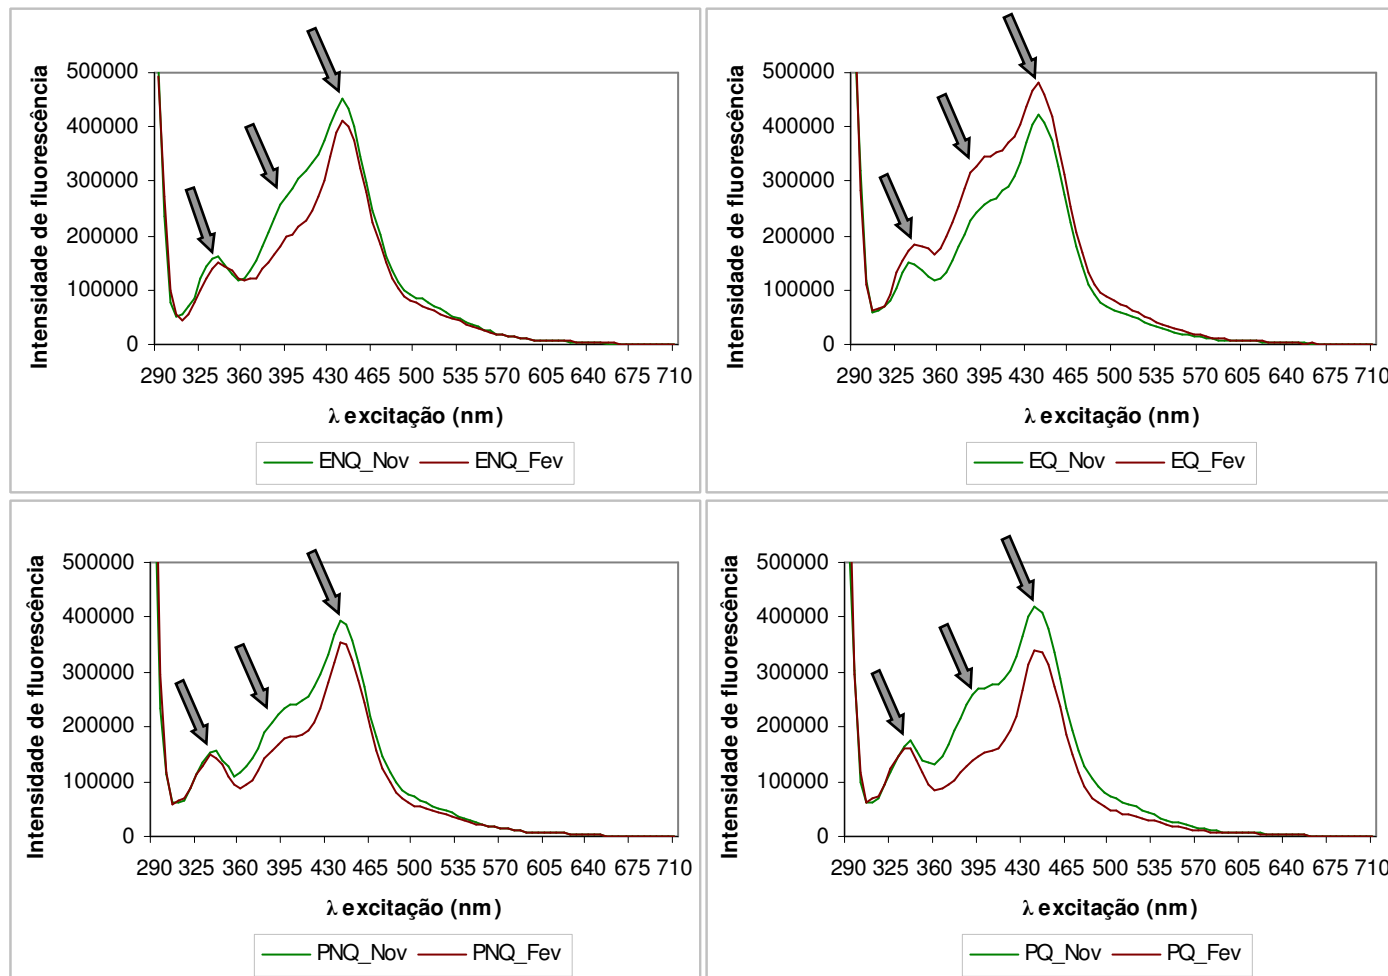 Intensidade de fluorescência
500000
400000
300000
200000
100000
0
290 325 360 395 430 465 500 535 570 605 640 675 710
λ excitação (nm)
ENQ_Nov ENQ_Fev
Intensidade de fluorescência
500000
400000
300000
200000
100000
0
290 325 360 395 430 465 500 535 570 605 640 675 710
λ excitação (nm)
EQ_Nov EQ_Fev
Intensidade de fluorescência
500000
400000
300000
200000
100000
0
290 325 360 395 430 465 500 535 570 605 640 675 710
λ excitação (nm)
PNQ_Nov PNQ_Fev
Intensidade de fluorescência
500000
400000
300000
200000
100000
0
290 325 360 395 430 465 500 535 570 605 640 675 710
λ excitação (nm)
PQ_Nov PQ_Fev